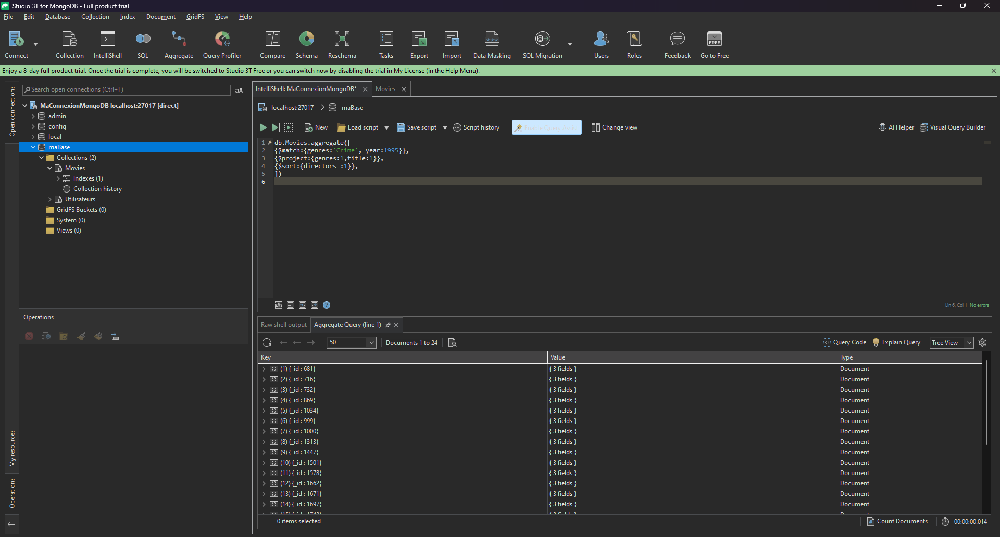 Studio 3T for MongoDB - Full product trial
File Edit Database Collection Index Document GridFS View Help
Connect Collection IntelliShell SQL Aggregate Query Profiler Compare Schema Reschema Tasks Export Import Data Masking SQL Migration Users Roles Feedback Go to Free
Enjoy a 8-day full product trial. Once the trial is complete, you will be switched to Studio 3T Free or you can switch now by disabling the trial in My License (in the Help Menu).
Open connections
Search open connections (Ctrl+F) aA
MaConnexionMongoDB localhost:27017 [direct]
admin
config
local
maBase
Collections (2)
Movies
Indexes (1)
Collection history
Utilisateurs
GridFS Buckets (0)
System (0)
Views (0)
Operations
My resources
Operations
IntelliShell: MaConnexionMongoDB* Movies
localhost:27017 maBase
New Load script Save script Script history Enable Query Assist Change view AI Helper Visual Query Builder
1 db.Movies.aggregate([
2 {$match:{genres:'Crime', year:1995}},
3 {$project:{genres:1,title:1}},
4 {$sort:{directors :1}},
5 ])
6
Lin 6, Col 1 No errors
Raw shell output Aggregate Query (line 1)
50 Documents 1 to 24 Query Code Explain Query Tree View
Key Value Type
(1) {_id : 681} { 3 fields } Document
(2) {_id : 716} { 3 fields } Document
(3) {_id : 732} { 3 fields } Document
(4) {_id : 869} { 3 fields } Document
(5) {_id : 1034} { 3 fields } Document
(6) {_id : 999} { 3 fields } Document
(7) {_id : 1000} { 3 fields } Document
(8) {_id : 1313} { 3 fields } Document
(9) {_id : 1447} { 3 fields } Document
(10) {_id : 1501} { 3 fields } Document
(11) {_id : 1578} { 3 fields } Document
(12) {_id : 1662} { 3 fields } Document
(13) {_id : 1671} { 3 fields } Document
(14) {_id : 1697} { 3 fields } Document
0 items selected Count Documents 00:00:00.014